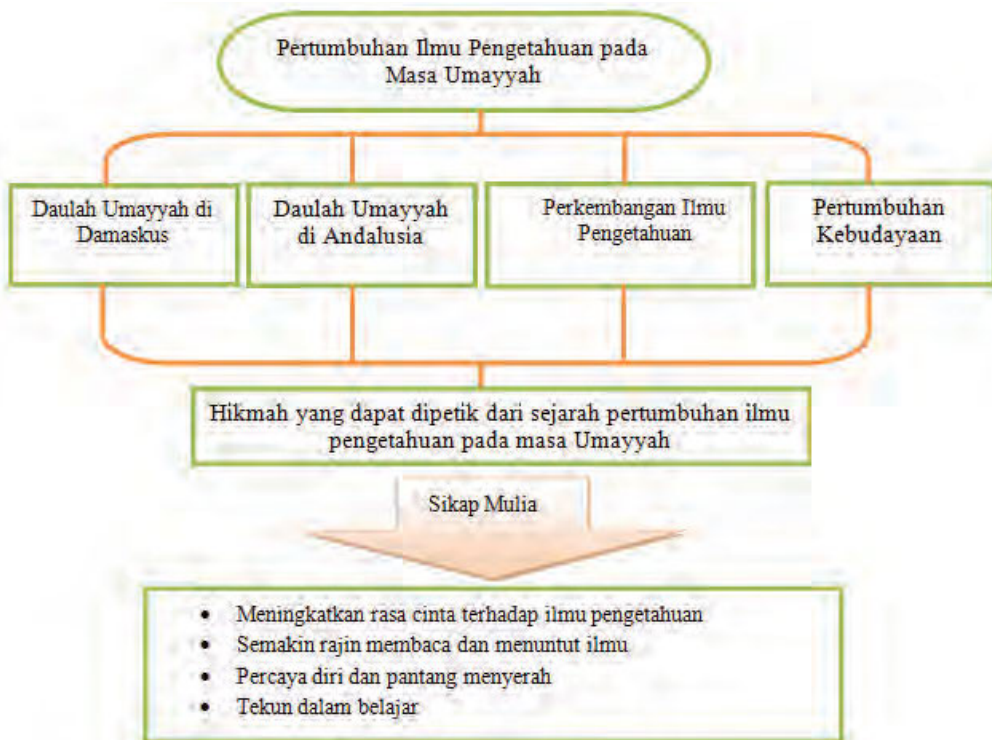 Pertumbuhan Ilmu Pengetahuan pada
Masa Umayyah
Daulah Umayyah di
Damaskus
Daulah Umayyah
di Andalusia
Perkembangan Ilmu
Pengetahuan
Pertumbuhan
Kebudayaan
Hikmah yang dapat dipetik dari sejarah pertumbuhan ilmu
pengetahuan pada masa Umayyah
Sikap Mulia
• Meningkatkan rasa cinta terhadap ilmu pengetahuan
• Semakin rajin membaca dan menuntut ilmu
• Percaya diri dan pantang menyerah
• Tekun dalam belajar